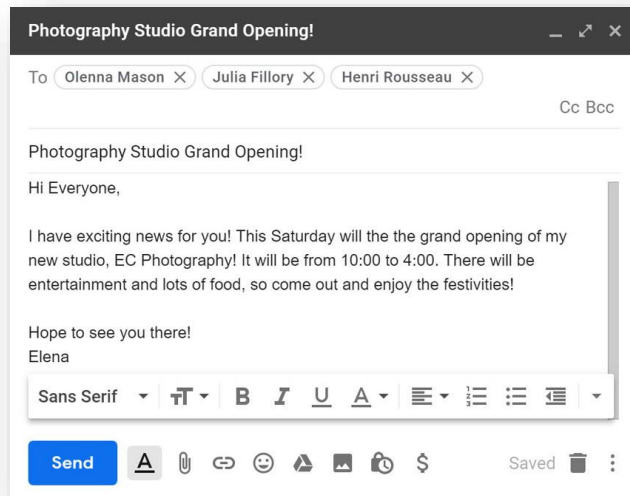 Photography Studio Grand Opening!
To Olenna Mason Julia Fillory Henri Rousseau
Cc Bcc
Photography Studio Grand Opening!
Hi Everyone,
I have exciting news for you! This Saturday will the the grand opening of my
new studio, EC Photography! It will be from 10:00 to 4:00. There will be
entertainment and lots of food, so come out and enjoy the festivities!
Hope to see you there!
Elena
Sans Serif
Send
Saved